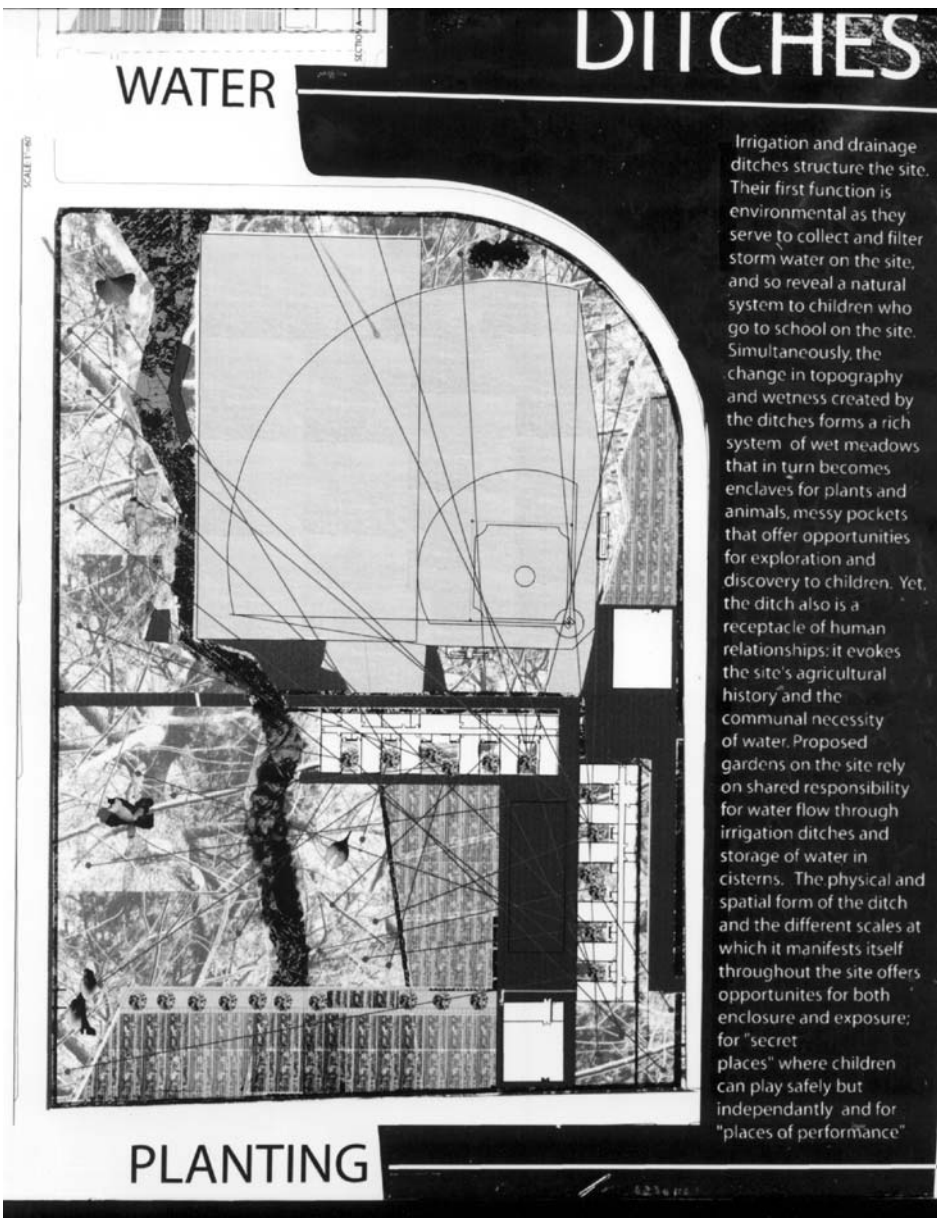 DITCHES
SECTION A
WATER
SCALE: 1"=60'
Irrigation and drainage
ditches structure the site.
Their first function is
environmental as they
serve to collect and filter
storm water on the site,
and so reveal a natural
system to children who
go to school on the site.
Simultaneously, the
change in topography
and wetness created by
the ditches forms a rich
system of wet meadows
that in turn becomes
enclaves for plants and
animals, messy pockets
that offer opportunities
for exploration and
discovery to children. Yet,
the ditch also is a
receptacle of human
relationships: it evokes
the site's agricultural
history and the
communal necessity
of water. Proposed
gardens on the site rely
on shared responsibility
for water flow through
irrigation ditches and
storage of water in
cisterns. The physical and
spatial form of the ditch
and the different scales at
which it manifests itself
throughout the site offers
opportunites for both
enclosure and exposure;
for "secret
places" where children
can play safely but
independantly and for
"places of performance"
PLANTING